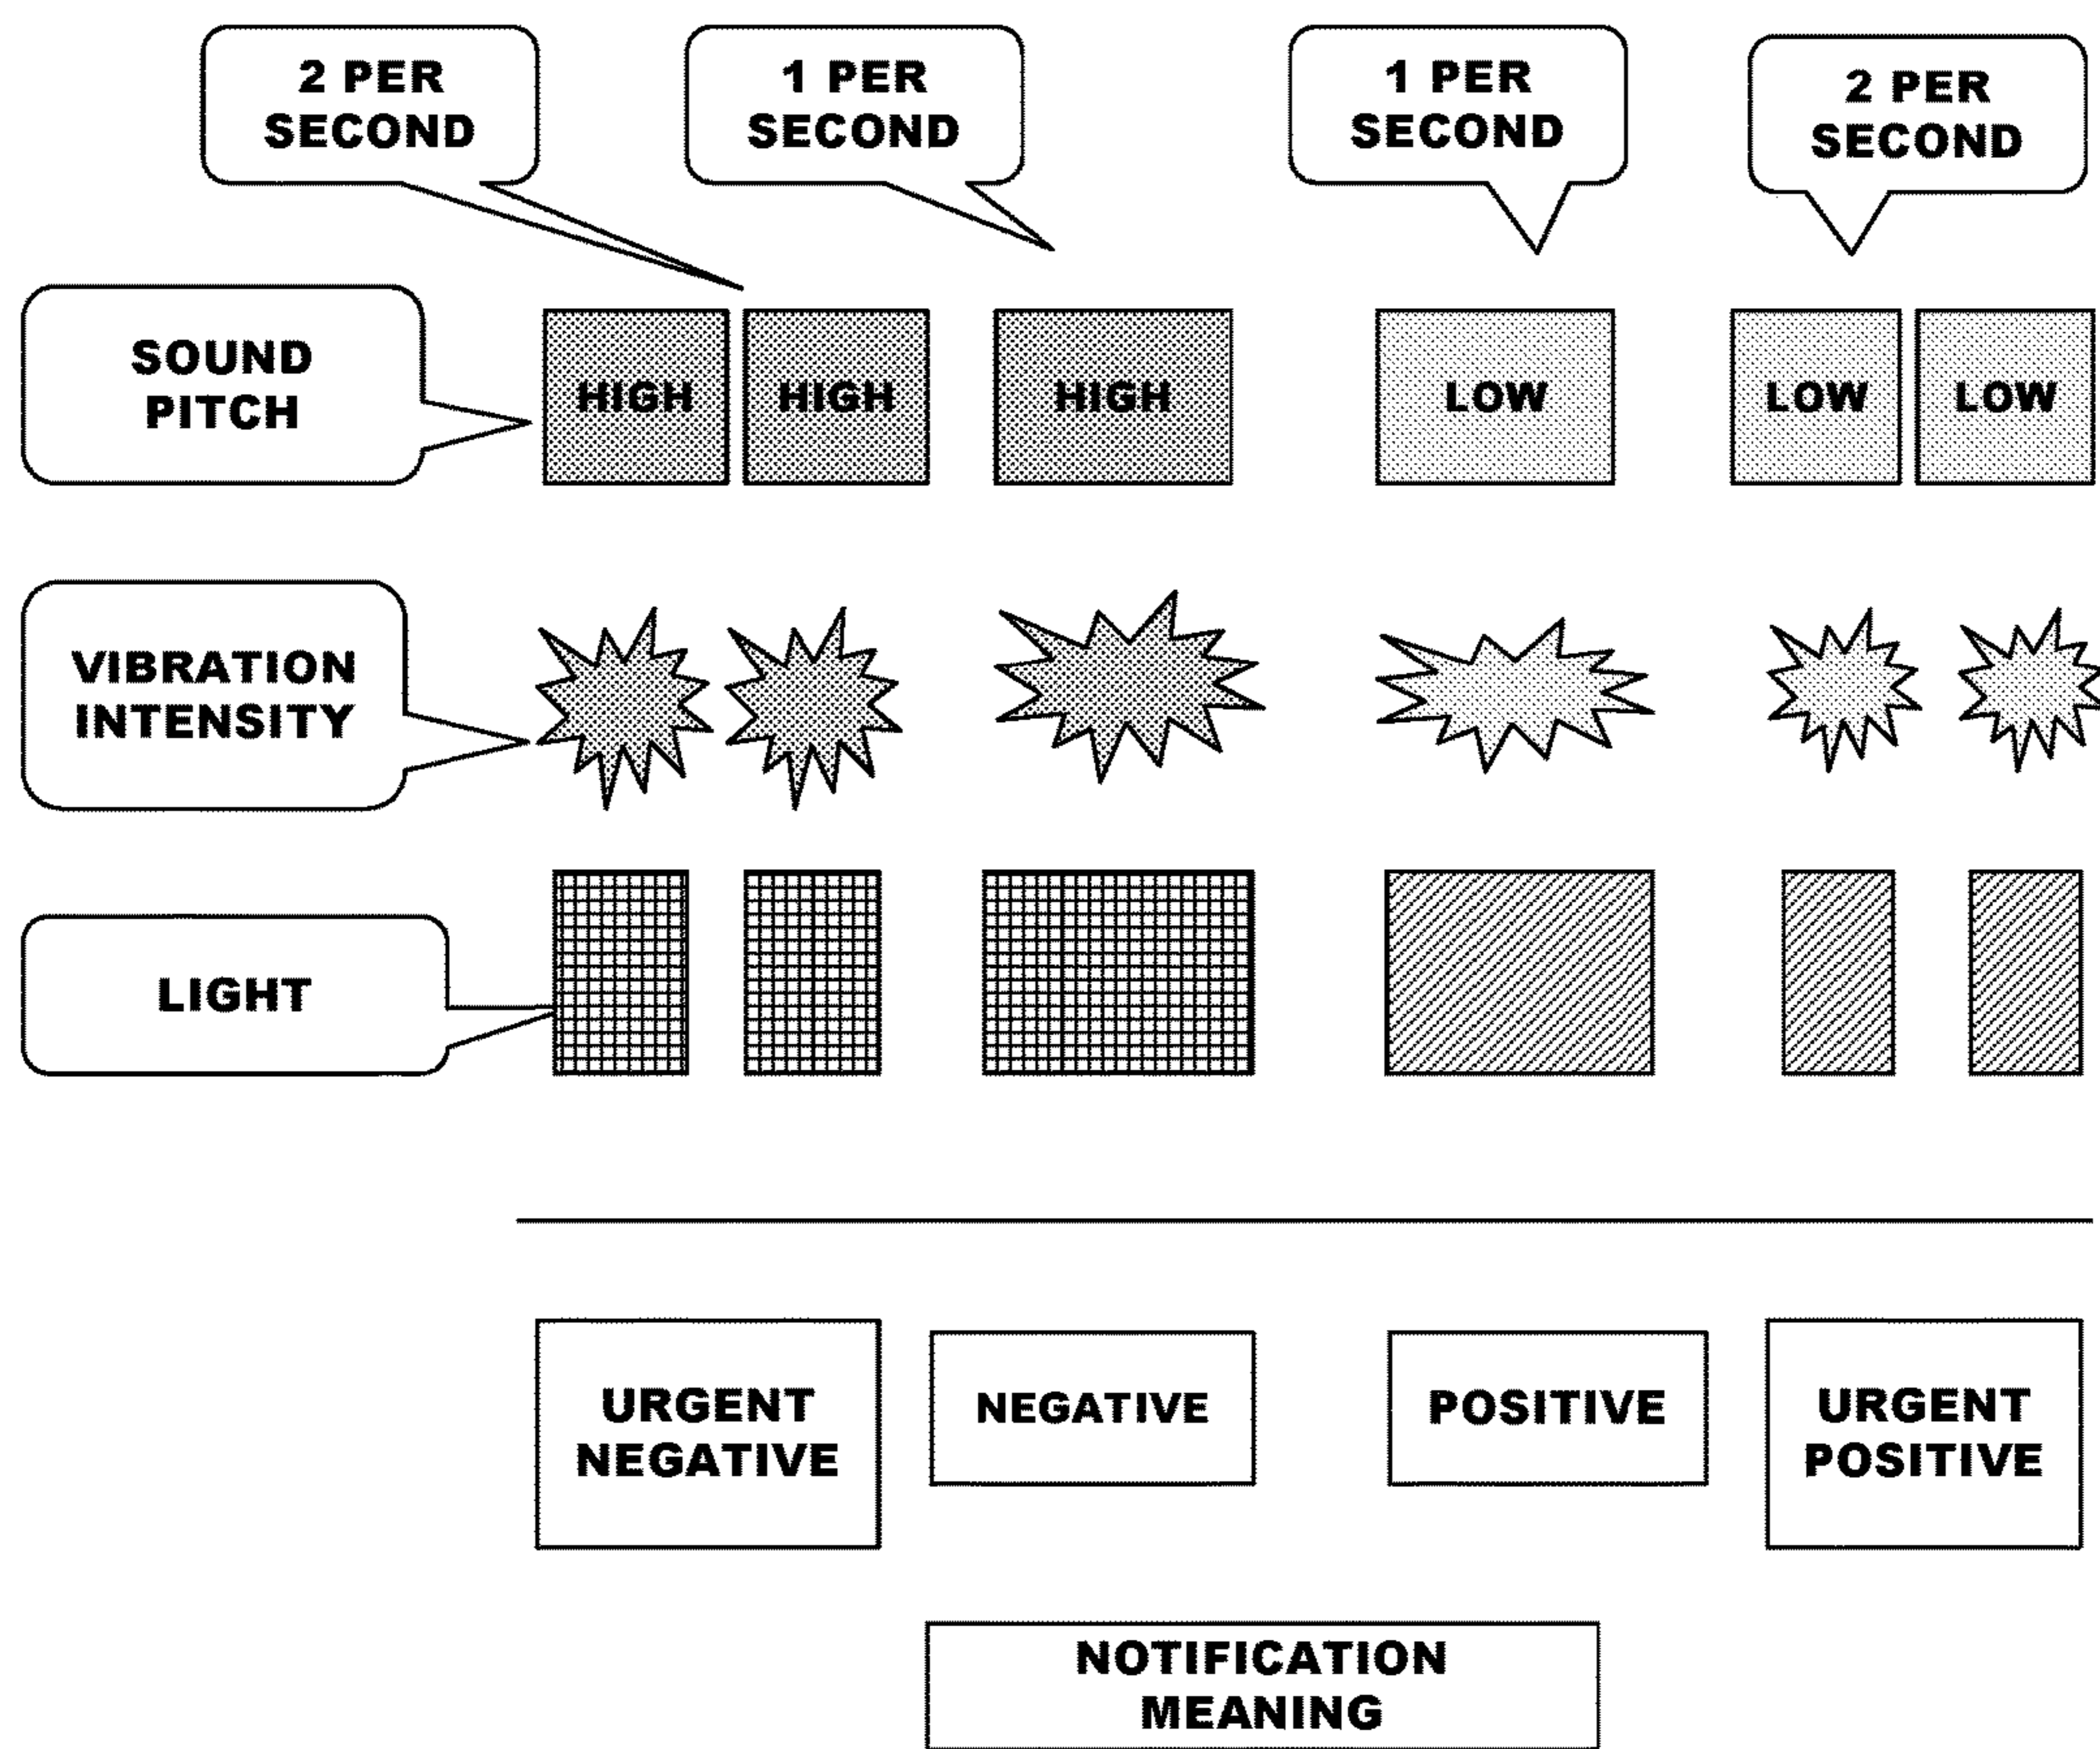 2 PER
SECOND
1 PER
SECOND
1 PER
SECOND
2 PER
SECOND
SOUND
PITCH
HIGH
HIGH
HIGH
LOW
LOW
LOW
VIBRATION
INTENSITY
LIGHT
URGENT
NEGATIVE
NEGATIVE
POSITIVE
URGENT
POSITIVE
NOTIFICATION
MEANING